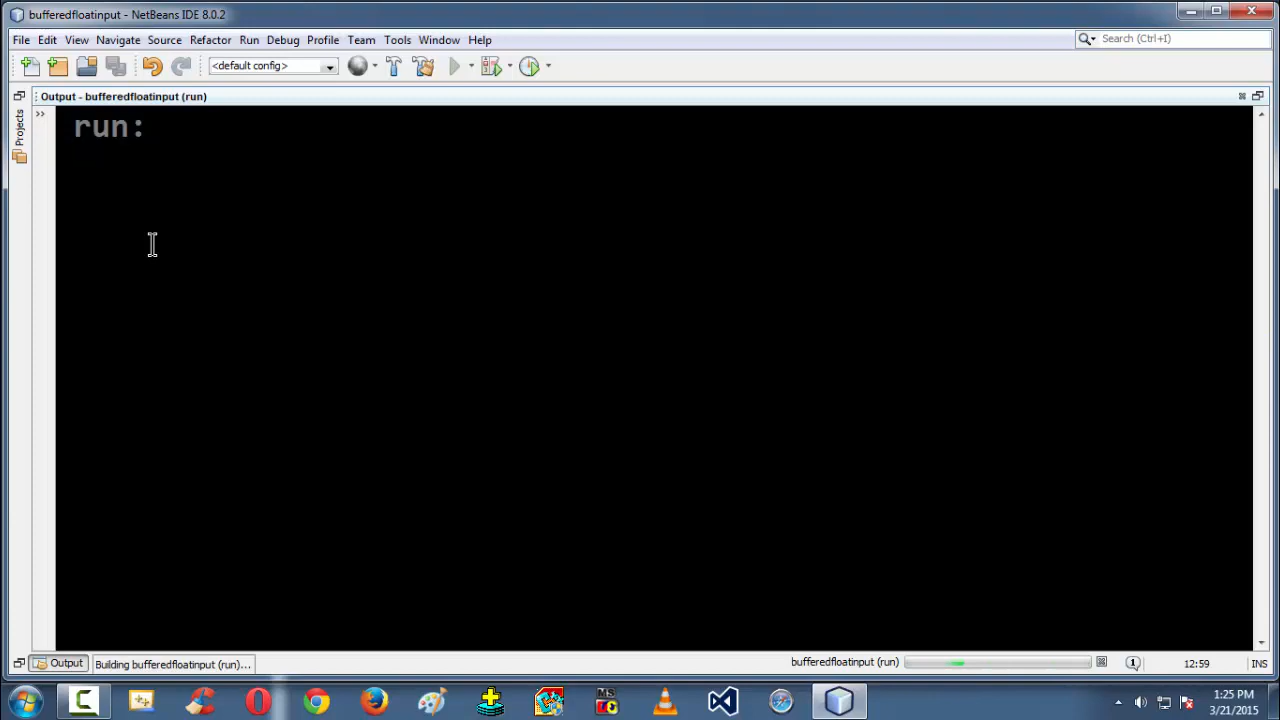 bufferedfloatinput - NetBeans IDE 8.0.2
File Edit View Navigate Source Refactor Run Debug Profile Team Tools Window Help
Search (Ctrl+I)
<default config>
Output - bufferedfloatinput (run)
Projects
run:
Output
Building bufferedfloatinput (run)...
bufferedfloatinput (run)
1
12:59
INS
MS
1:25 PM
3/21/2015